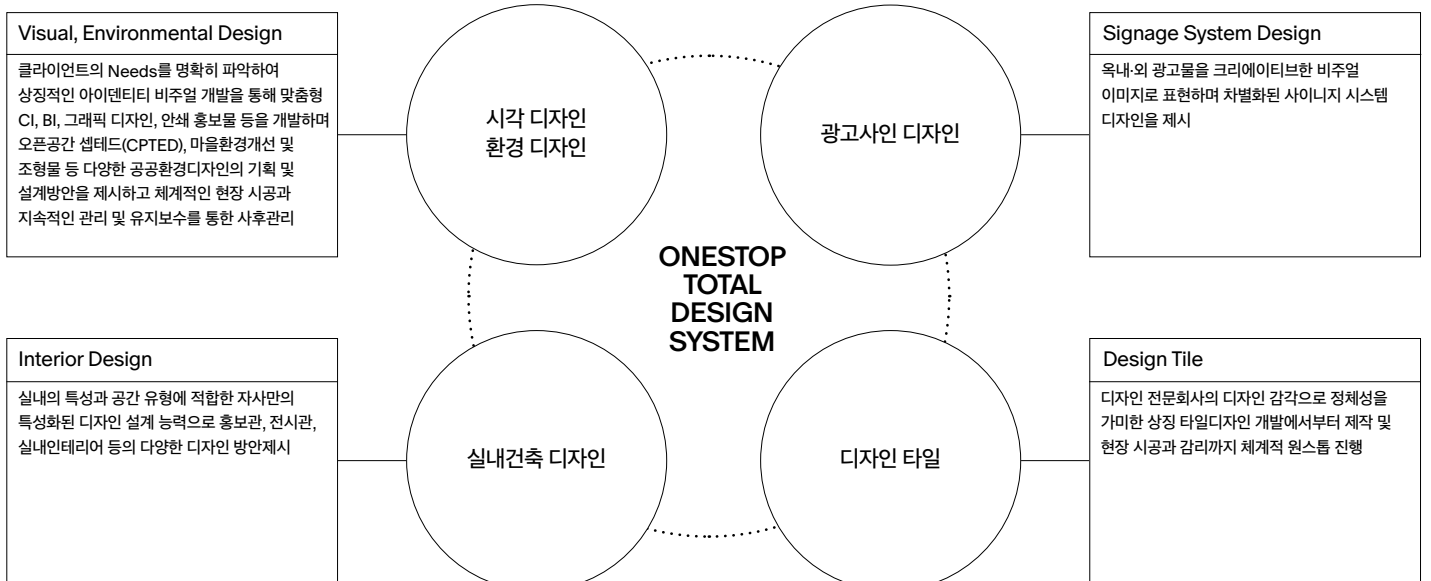 Visual, Environmental Design
클라이언트의 Needs를 명확히 파악하여
상징적인 아이덴티티 비주얼 개발을 통해 맞춤형
CI, BI, 그래픽 디자인, 안쇄 홍보물 등을 개발하며
오픈공간 셉테드(CPTED), 마을환경개선 및
조형물 등 다양한 공공환경디자인의 기획 및
설계방안을 제시하고 체계적인 현장 시공과
지속적인 관리 및 유지보수를 통한 사후관리
시각 디자인
환경 디자인
광고사인 디자인
Signage System Design
옥내·외 광고물을 크리에이티브한 비주얼
이미지로 표현하며 차별화된 사이니지 시스템
디자인을 제시
ONESTOP
TOTAL
DESIGN
SYSTEM
Interior Design
실내의 특성과 공간 유형에 적합한 자사만의
특성화된 디자인 설계 능력으로 홍보관, 전시관,
실내인테리어 등의 다양한 디자인 방안제시
실내건축 디자인
디자인 타일
Design Tile
디자인 전문회사의 디자인 감각으로 정체성을
가미한 상징 타일디자인 개발에서부터 제작 및
현장 시공과 감리까지 체계적 원스톱 진행